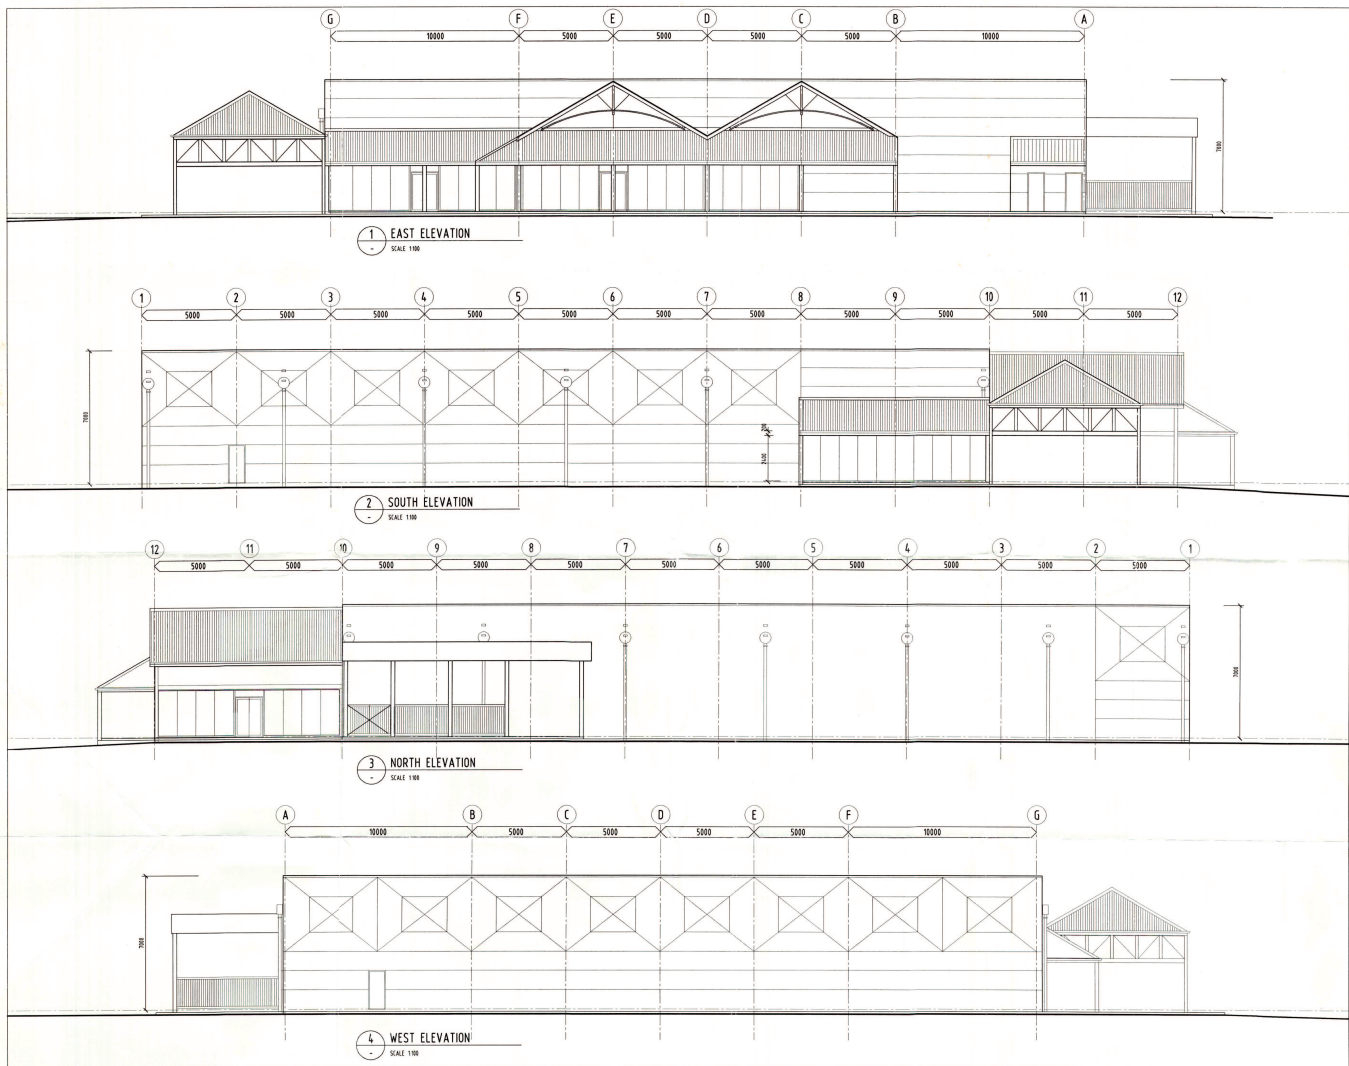 G F E D C B A
10000 5000 5000 5000 5000 10000
7000
1 EAST ELEVATION
- SCALE 1:100
1 2 3 4 5 6 7 8 9 10 11 12
5000 5000 5000 5000 5000 5000 5000 5000 5000 5000 5000
7000
2400
2 SOUTH ELEVATION
- SCALE 1:100
12 11 10 9 8 7 6 5 4 3 2 1
5000 5000 5000 5000 5000 5000 5000 5000 5000 5000 5000
7000
3 NORTH ELEVATION
- SCALE 1:100
A B C D E F G
10000 5000 5000 5000 5000 10000
7000
4 WEST ELEVATION
- SCALE 1:100